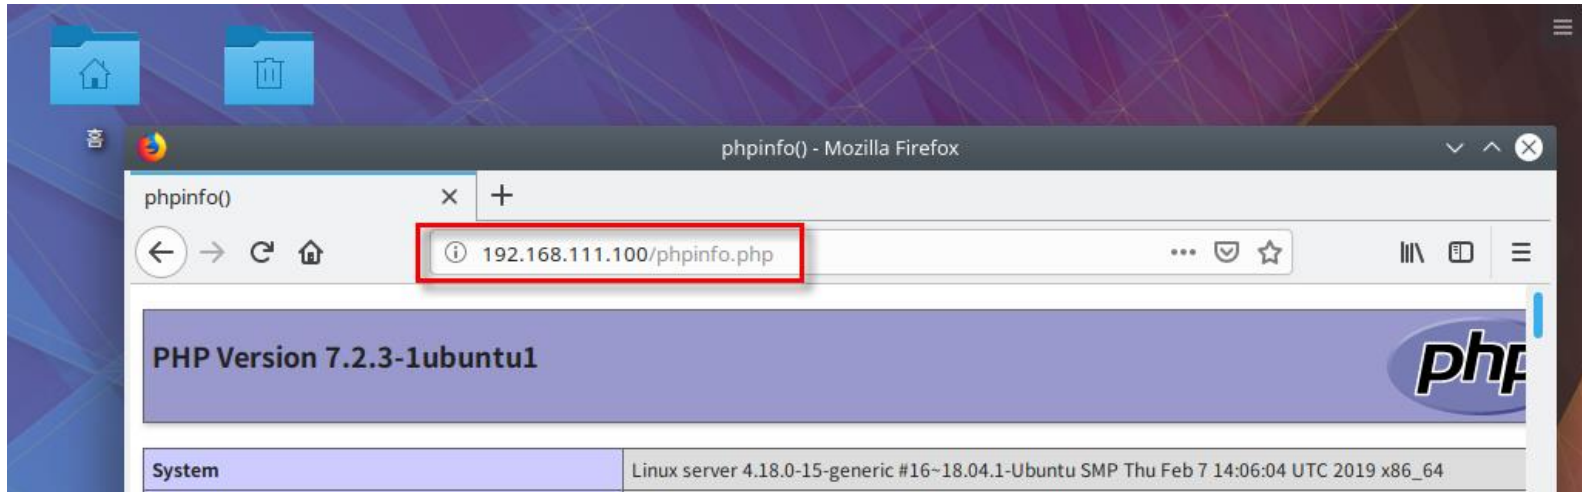 홈
phpinfo() - Mozilla Firefox
phpinfo()
192.168.111.100/phpinfo.php
PHP Version 7.2.3-1ubuntu1
php
System
Linux server 4.18.0-15-generic #16~18.04.1-Ubuntu SMP Thu Feb 7 14:06:04 UTC 2019 x86_64